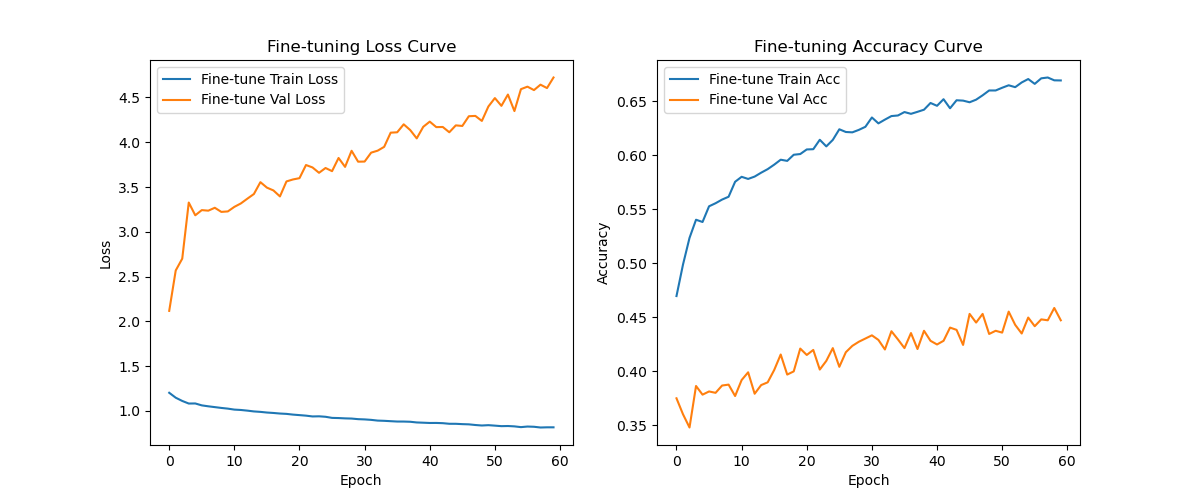 Fine-tuning Loss Curve
Fine-tune Train Loss
Fine-tune Val Loss
4.5
4.0
3.5
3.0
2.5
2.0
1.5
1.0
Loss
0 10 20 30 40 50 60
Epoch
Fine-tuning Accuracy Curve
Fine-tune Train Acc
Fine-tune Val Acc
0.65
0.60
0.55
0.50
0.45
0.40
0.35
Accuracy
0 10 20 30 40 50 60
Epoch